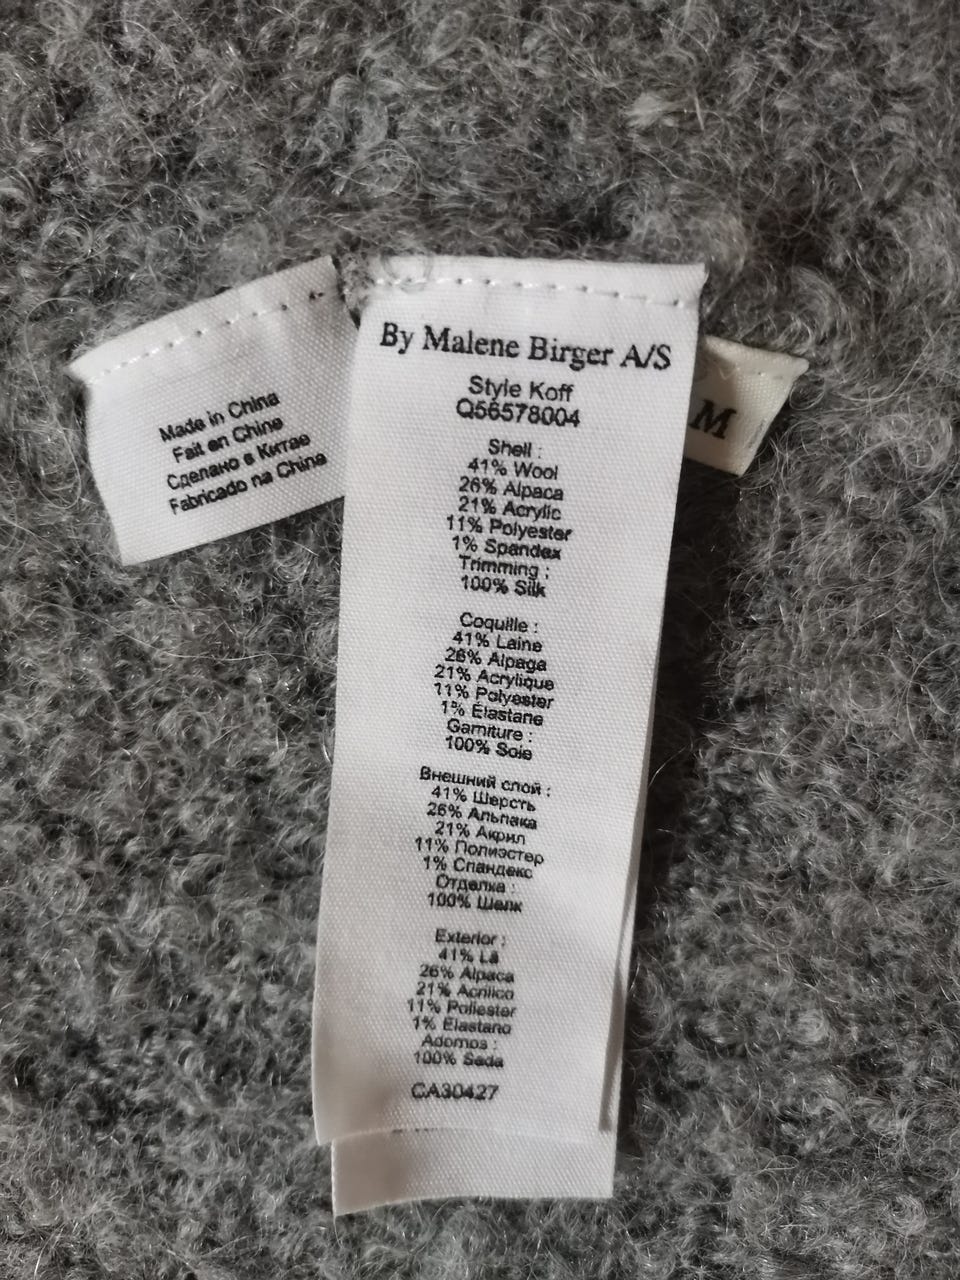 Made in China
Fait en Chine
Сделано в Китае
Fabricado na China
By Malene Birger A/S
Style Koff
Q56578004
Shell :
41% Wool
26% Alpaca
21% Acrylic
11% Polyester
1% Spandex
Trimming :
100% Silk
Coquille :
41% Laine
26% Alpaga
21% Acrylique
11% Polyester
1% Élastane
Garniture :
100% Soie
Внешний слой :
41% Шерсть
26% Альпака
21% Акрил
11% Полиэстер
1% Спандекс
Отделка :
100% Шелк
Exterior :
41% Lã
26% Alpaca
21% Acrílico
11% Poliester
1% Elastano
Adornos :
100% Seda
CA30427
M